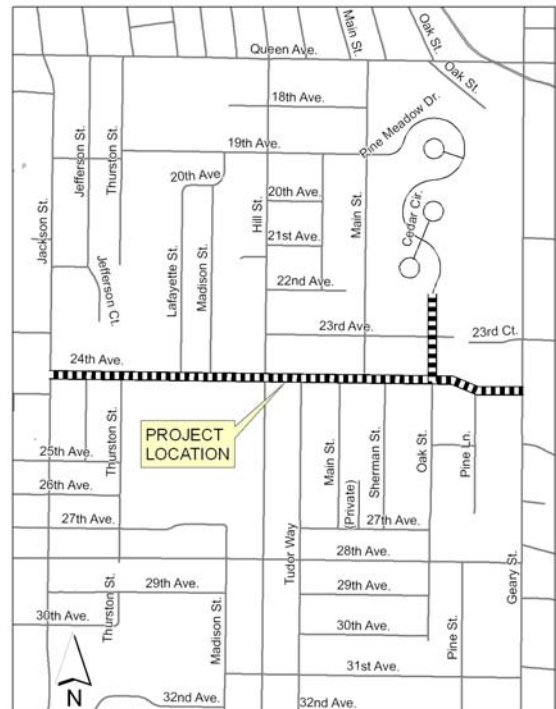 Main St.
Oak St.
Queen Ave.
Oak St.
18th Ave.
Pine Meadow Dr.
Jefferson St.
Thurston St.
19th Ave.
20th Ave
20th Ave.
Hill St.
Main St.
Cedar Cir.
Jackson St.
21st Ave.
Lafayette St.
Madison St.
Jefferson Ct.
22nd Ave.
23rd Ave.
23rd Ct.
24th Ave.
PROJECT
LOCATION
Thurston St.
Main St.
(Private)
Sherman St.
Oak St.
Pine Ln.
25th Ave.
26th Ave.
27th Ave.
27th Ave.
Tudor Way
28th Ave.
Geary St.
29th Ave.
29th Ave.
Thurston St.
Madison St.
30th Ave.
30th Ave.
Pine St.
31st Ave.
N
32nd Ave.
32nd Ave.